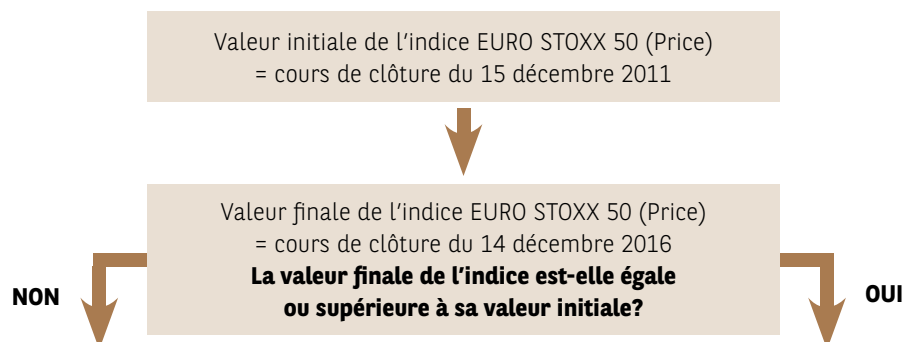 Valeur initiale de l'indice EURO STOXX 50 (Price)
= cours de clôture du 15 décembre 2011
Valeur finale de l'indice EURO STOXX 50 (Price)
= cours de clôture du 14 décembre 2016
La valeur finale de l'indice est-elle égale
ou supérieure à sa valeur initiale?
NON
OUI